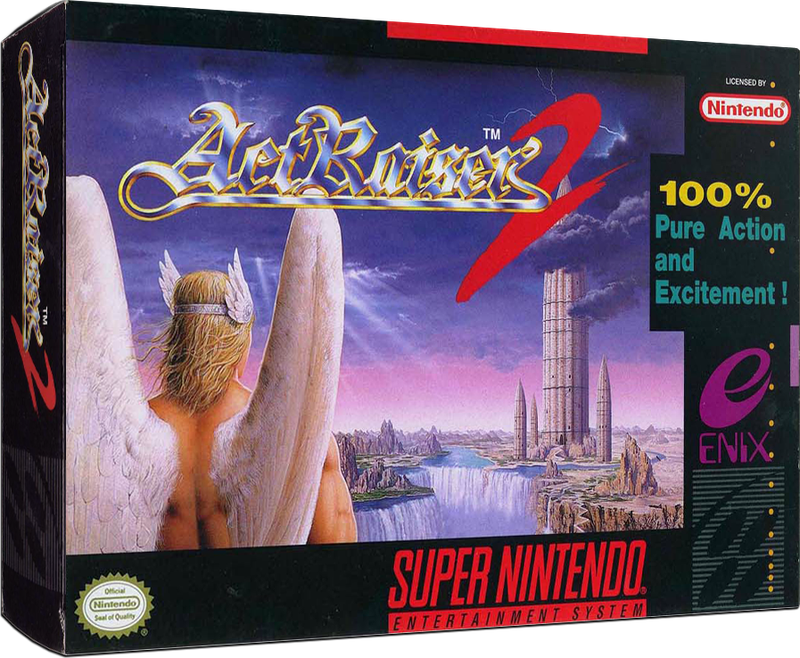 ActRaiser 2
TM
ActRaiser 2
TM
LICENSED BY
Nintendo®
100%
Pure Action
and
Excitement!
ENIX
Official
Nintendo
Seal of Quality
®
SUPER NINTENDO®
ENTERTAINMENT SYSTEM